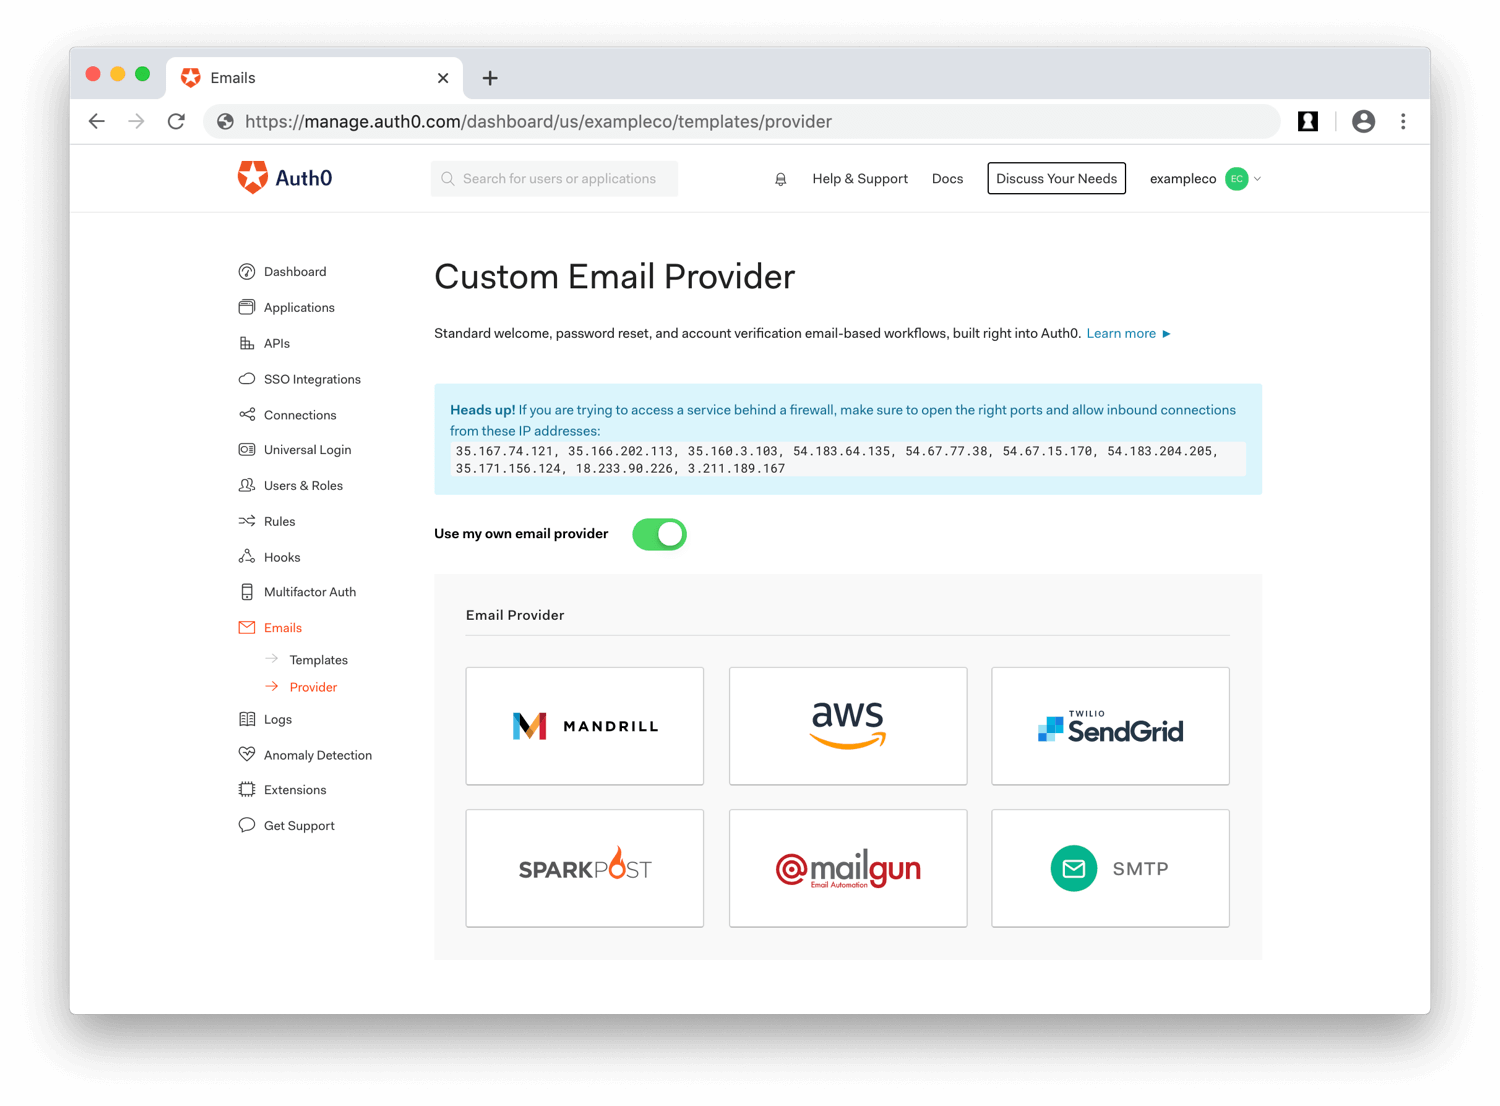 Emails
https://manage.auth0.com/dashboard/us/exampleco/templates/provider
Auth0
Search for users or applications
Help & Support
Docs
Discuss Your Needs
exampleco
EC
Dashboard
Applications
APIs
SSO Integrations
Connections
Universal Login
Users & Roles
Rules
Hooks
Multifactor Auth
Emails
Templates
Provider
Logs
Anomaly Detection
Extensions
Get Support
Custom Email Provider
Standard welcome, password reset, and account verification email-based workflows, built right into Auth0. Learn more ►
Heads up! If you are trying to access a service behind a firewall, make sure to open the right ports and allow inbound connections
from these IP addresses:
35.167.74.121, 35.166.202.113, 35.160.3.103, 54.183.64.135, 54.67.77.38, 54.67.15.170, 54.183.204.205,
35.171.156.124, 18.233.90.226, 3.211.189.167
Use my own email provider
Email Provider
MANDRILL
aws
TWILIO
SendGrid
SPARKPOST
@mailgun
Email Automation
SMTP